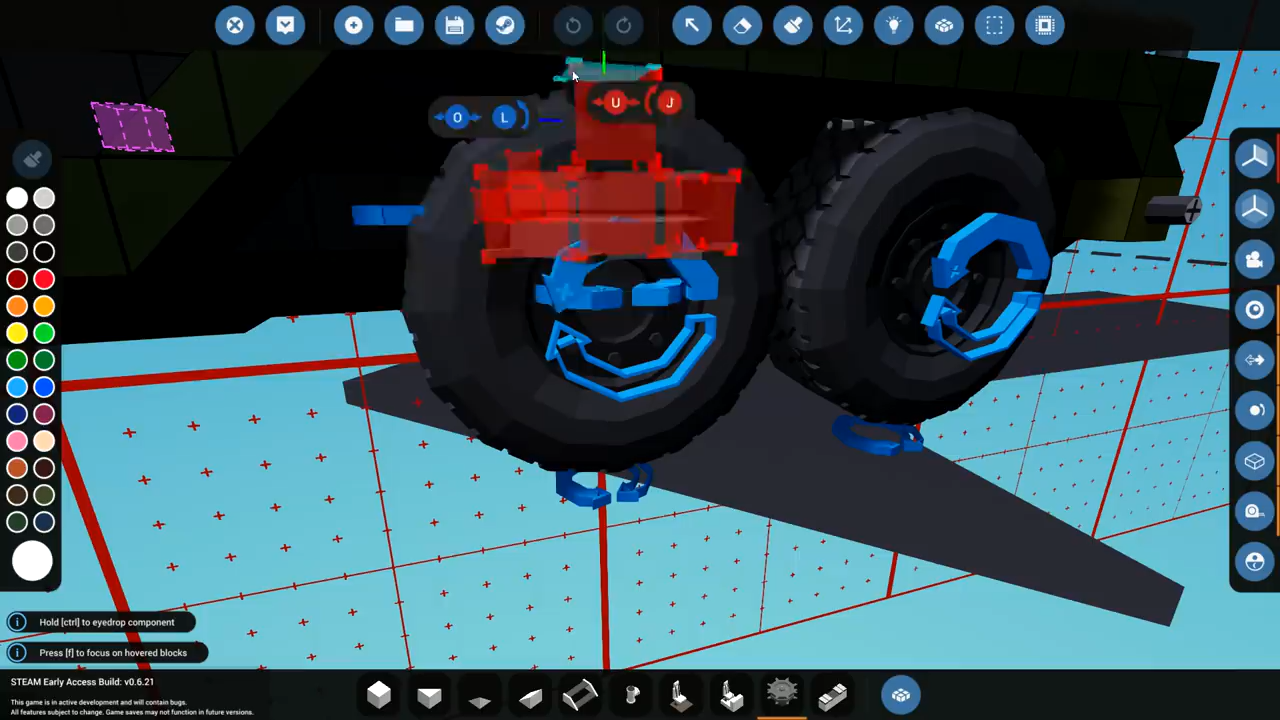 O L
U J
Hold [ctrl] to eyedrop component
Press [f] to focus on hovered blocks
STEAM Early Access Build: v0.6.21
This game is in active development and will contain bugs.
All features subject to change. Game saves may not function in future versions.